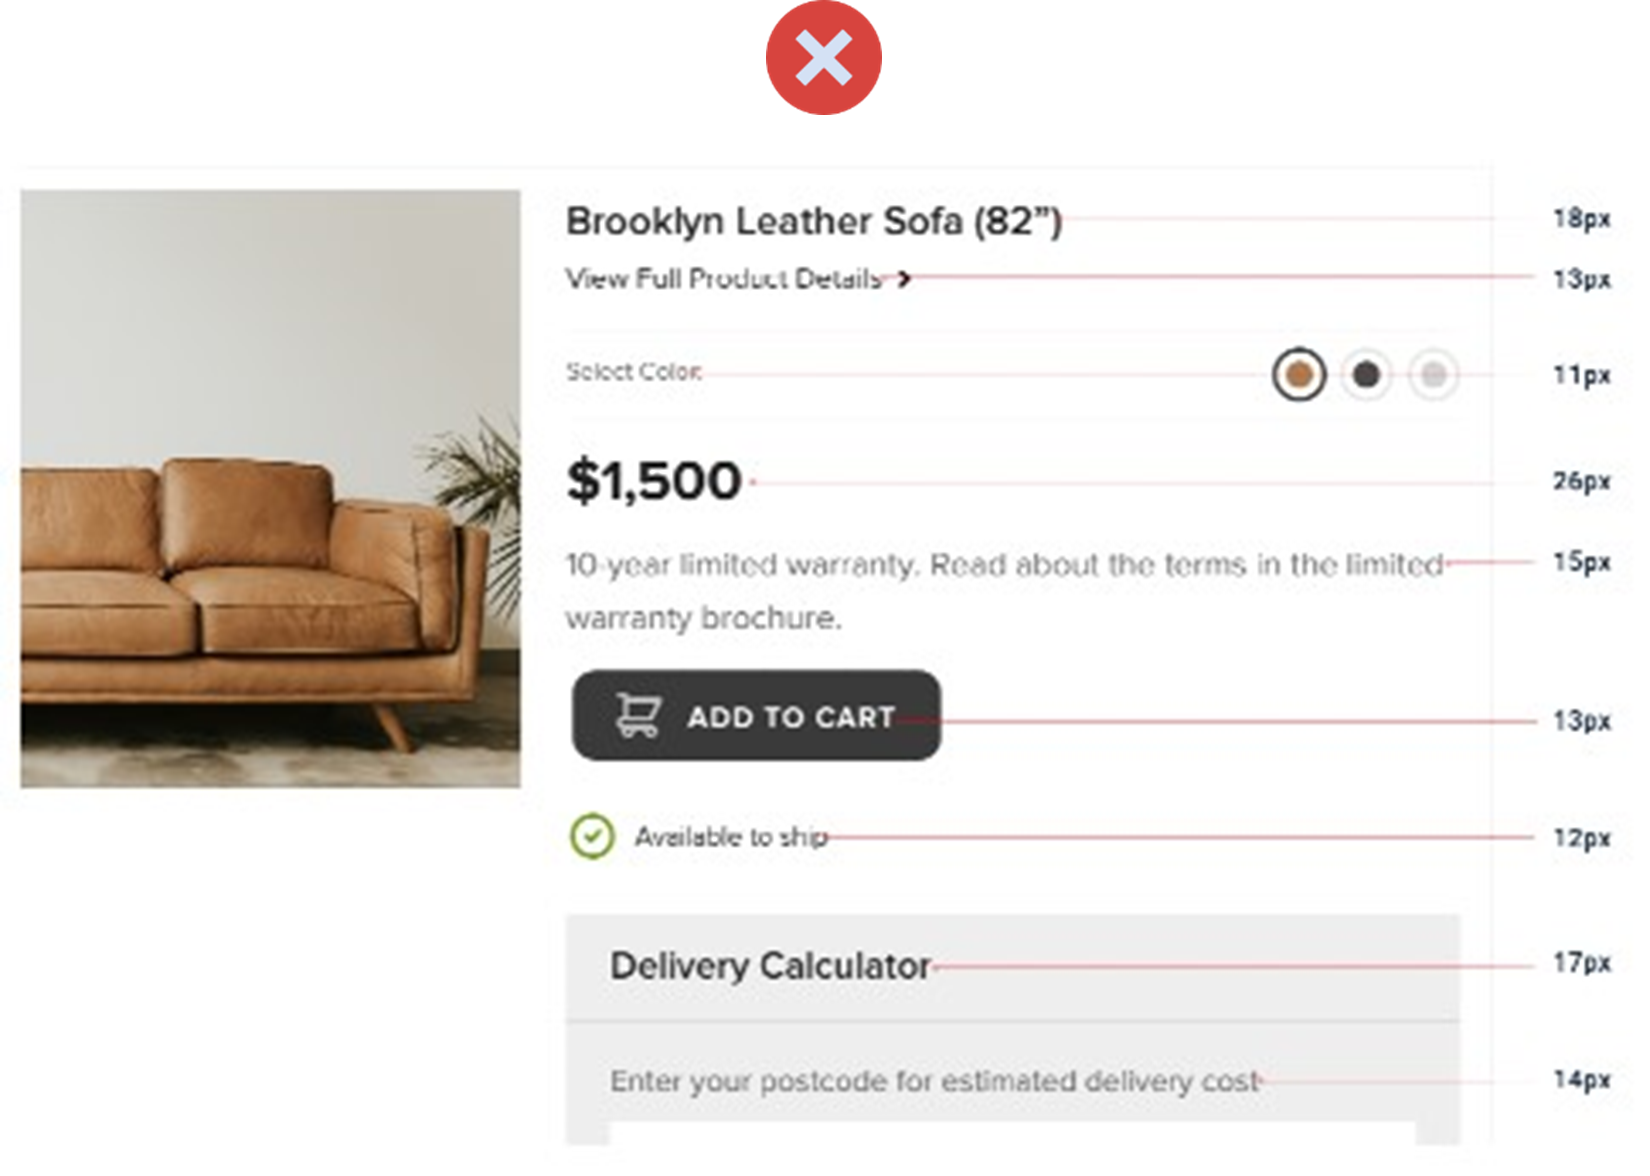 Brooklyn Leather Sofa (82”) 18px
View Full Product Details 13px
Select Color: 11px
$1,500 26px
10-year limited warranty. Read about the terms in the limited 15px
warranty brochure.
ADD TO CART 13px
Available to ship 12px
Delivery Calculator 17px
Enter your postcode for estimated delivery cost 14px